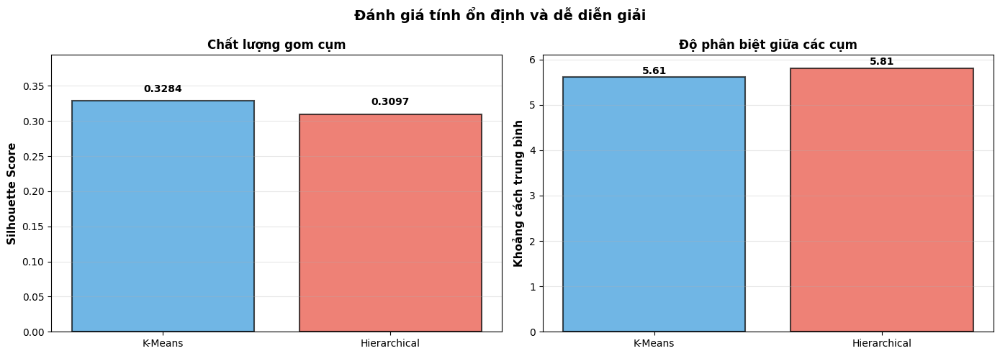 Đánh giá tính ổn định và dễ diễn giải
Chất lượng gom cụm
Silhouette Score
0.35
0.30
0.25
0.20
0.15
0.10
0.05
0.00
0.3284
0.3097
K-Means
Hierarchical
Độ phân biệt giữa các cụm
Khoảng cách trung bình
6
5
4
3
2
1
0
5.61
5.81
K-Means
Hierarchical